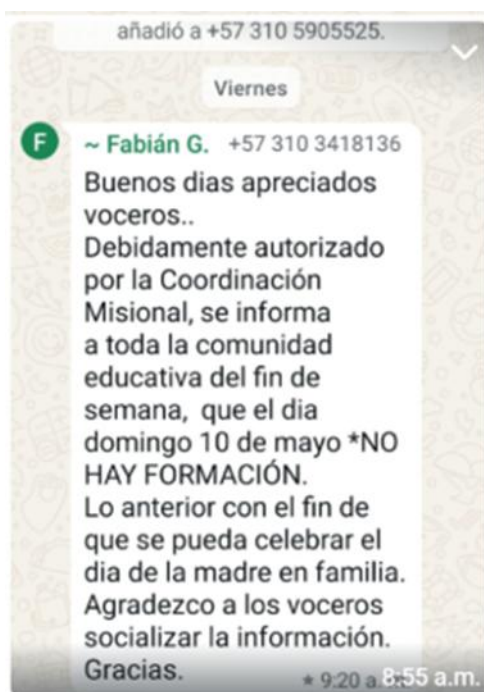 añadió a +57 310 5905525.
Viernes
F
~ Fabián G. +57 310 3418136
Buenos dias apreciados
voceros..
Debidamente autorizado
por la Coordinación
Misional, se informa
a toda la comunidad
educativa del fin de
semana, que el dia
domingo 10 de mayo *NO
HAY FORMACIÓN.
Lo anterior con el fin de
que se pueda celebrar el
dia de la madre en familia.
Agradezco a los voceros
socializar la información.
Gracias.
★ 9:20 a. 8:55 a.m.